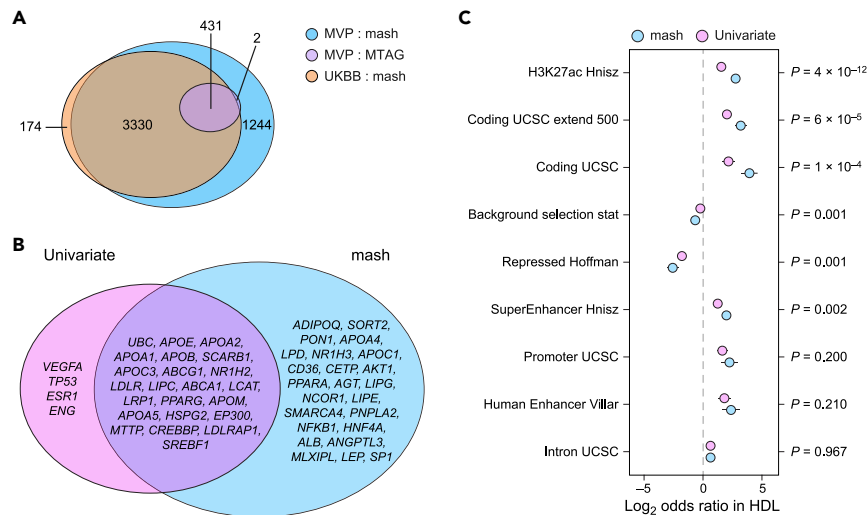 A
431
2
174
3330
1244
MVP : mash
MVP : MTAG
UKBB : mash
B
Univariate
mash
VEGFA
TP53
ESR1
ENG
UBC, APOE, APOA2,
APOA1, APOB, SCARB1,
APOC3, ABCG1, NR1H2,
LDLR, LIPC, ABCA1, LCAT,
LRP1, PPARG, APOM,
APOA5, HSPG2, EP300,
MTTP, CREBBP, LDLRAP1,
SREBF1
ADIPOQ, SORT2,
PON1, APOA4,
LPD, NR1H3, APOC1,
CD36, CETP, AKT1,
PPARA, AGT, LIPG,
NCOR1, LIPE,
SMARCA4, PNPLA2,
NFKB1, HNF4A,
ALB, ANGPTL3,
MLXIPL, LEP, SP1
C
mash Univariate
H3K27ac Hnisz P = 4 × 10⁻¹²
Coding UCSC extend 500 P = 6 × 10⁻⁵
Coding UCSC P = 1 × 10⁻⁴
Background selection stat P = 0.001
Repressed Hoffman P = 0.001
SuperEnhancer Hnisz P = 0.002
Promoter UCSC P = 0.200
Human Enhancer Villar P = 0.210
Intron UCSC P = 0.967
−5 0 5
Log₂ odds ratio in HDL